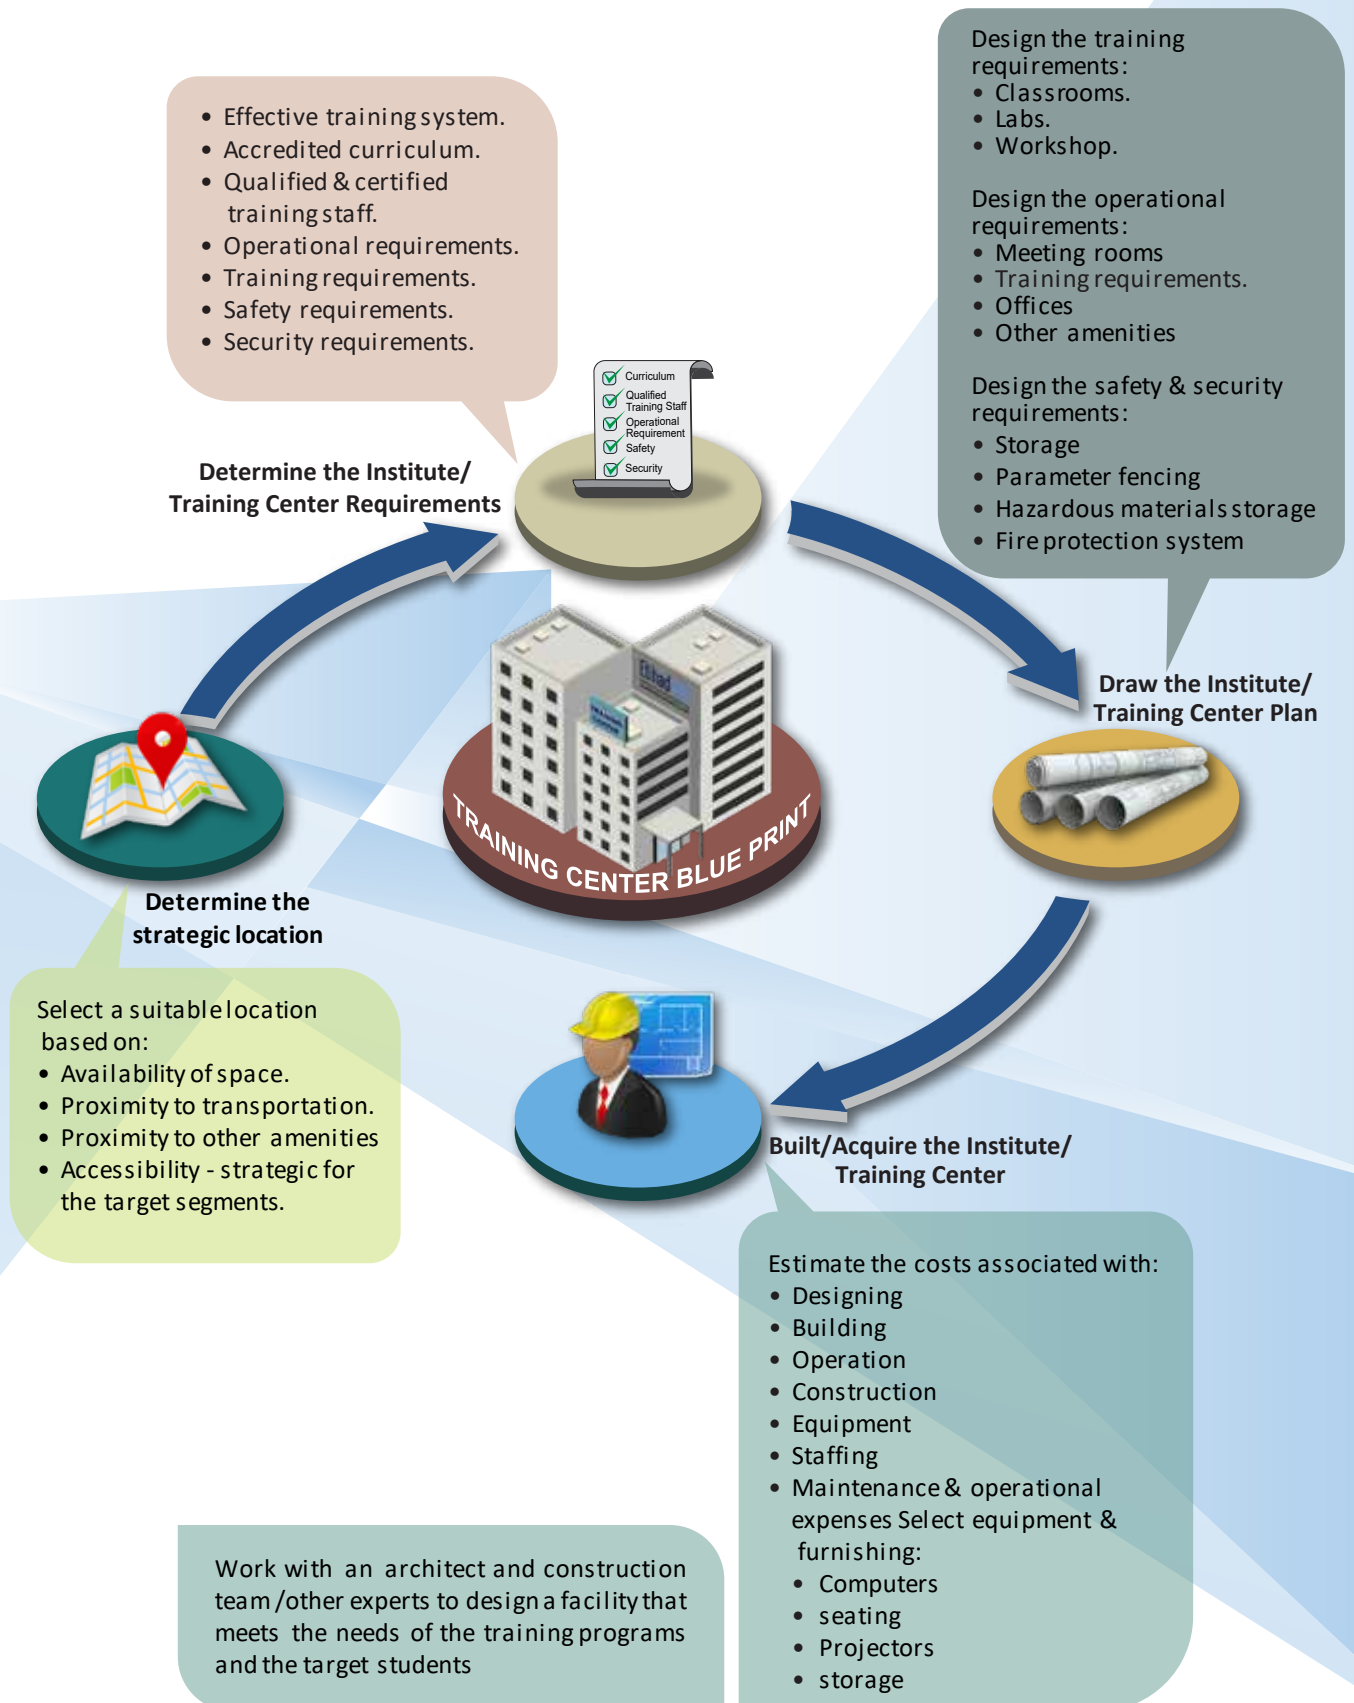 Design the training
requirements:
• Classrooms.
• Labs.
• Workshop.
Design the operational
requirements:
• Meeting rooms
• Training requirements.
• Offices
• Other amenities
Design the safety & security
requirements:
• Storage
• Parameter fencing
• Hazardous materials storage
• Fire protection system
• Effective training system.
• Accredited curriculum.
• Qualified & certified
training staff.
• Operational requirements.
• Training requirements.
• Safety requirements.
• Security requirements.
Curriculum
Qualified
Training Staff
Operational
Requirement
Safety
Security
Determine the Institute/
Training Center Requirements
Draw the Institute/
Training Center Plan
Etihad
TRAINING CENTER BLUE PRINT
Determine the
strategic location
Select a suitable location
based on:
• Availability of space.
• Proximity to transportation.
• Proximity to other amenities
• Accessibility - strategic for
the target segments.
Built/Acquire the Institute/
Training Center
Estimate the costs associated with:
• Designing
• Building
• Operation
• Construction
• Equipment
• Staffing
• Maintenance & operational
expenses Select equipment &
furnishing:
• Computers
• seating
• Projectors
• storage
Work with an architect and construction
team /other experts to design a facility that
meets the needs of the training programs
and the target students